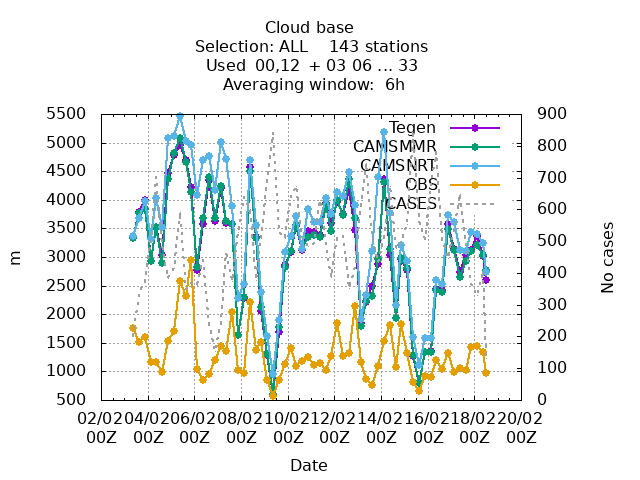 Cloud base
Selection: ALL 143 stations
Used 00,12 + 03 06 ... 33
Averaging window: 6h
5500
5000
4500
4000
3500
3000
2500
2000
1500
1000
500
m
900
800
700
600
500
400
300
200
100
0
No cases
Tegen
CAMSMMR
CAMSNRT
OBS
CASES
02/02 04/02 06/02 08/02 10/02 12/02 14/02 16/02 18/02 20/02
00Z 00Z 00Z 00Z 00Z 00Z 00Z 00Z 00Z 00Z
Date